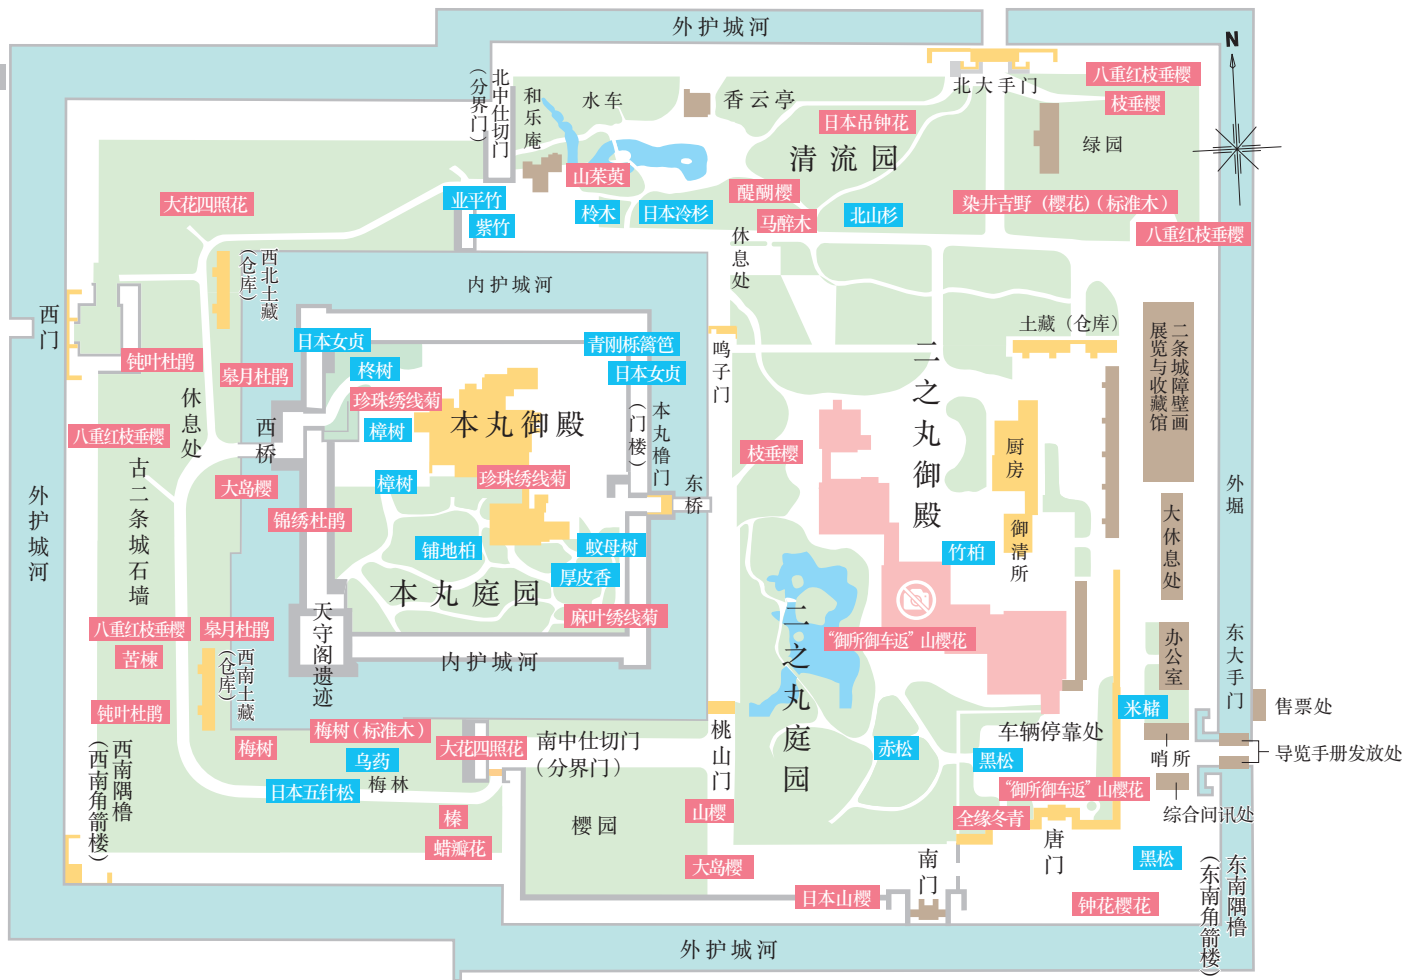 外护城河
N
北中仕切门
（分界门）
和乐庵
水车
香云亭
日本吊钟花
清流园
北大手门
八重红枝垂樱
枝垂樱
绿园
山茱萸
大花四照花
业平竹
紫竹
柃木
日本冷杉
醍醐樱
马醉木
北山杉
染井吉野（樱花）（标准木）
八重红枝垂樱
休息处
西北土藏
（仓库）
内护城河
西门
日本女贞
青刚栎篱笆
日本女贞
鸣子门
土藏（仓库）
二条城障壁画
展览与收藏馆
钝叶杜鹃
皋月杜鹃
柊树
珍珠绣线菊
樟树
本丸御殿
本丸橹门
（门楼）
二之丸御殿
休息处
八重红枝垂樱
西桥
枝垂樱
厨房
古二条城石墙
大岛樱
樟树
珍珠绣线菊
东桥
外护城河
外堀
锦绣杜鹃
铺地柏
蚊母树
竹柏
御清所
大休息处
厚皮香
本丸庭园
麻叶绣线菊
天守阁遗迹
二之丸庭园
“御所御车返”山樱花
八重红枝垂樱
皋月杜鹃
苦楝
西南土藏
（仓库）
内护城河
办公室
东大手门
钝叶杜鹃
米槠
售票处
梅树（标准木）
梅树
乌药
大花四照花
南中仕切门
（分界门）
桃山门
赤松
黑松
车辆停靠处
哨所
导览手册发放处
西南隅橹
（西南角箭楼）
日本五针松
梅林
“御所御车返”山樱花
综合问讯处
榛
蜡瓣花
樱园
山樱
全缘冬青
唐门
南门
大岛樱
黑松
东南隅橹
（东南角箭楼）
日本山樱
钟花樱花
外护城河